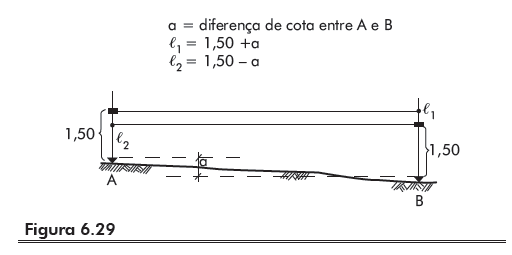 a = diferença de cota entre A e B
ℓ₁ = 1,50 +a
ℓ₂ = 1,50 – a
ℓ₁
1,50
ℓ₂
1,50
a
A
B
Figura 6.29